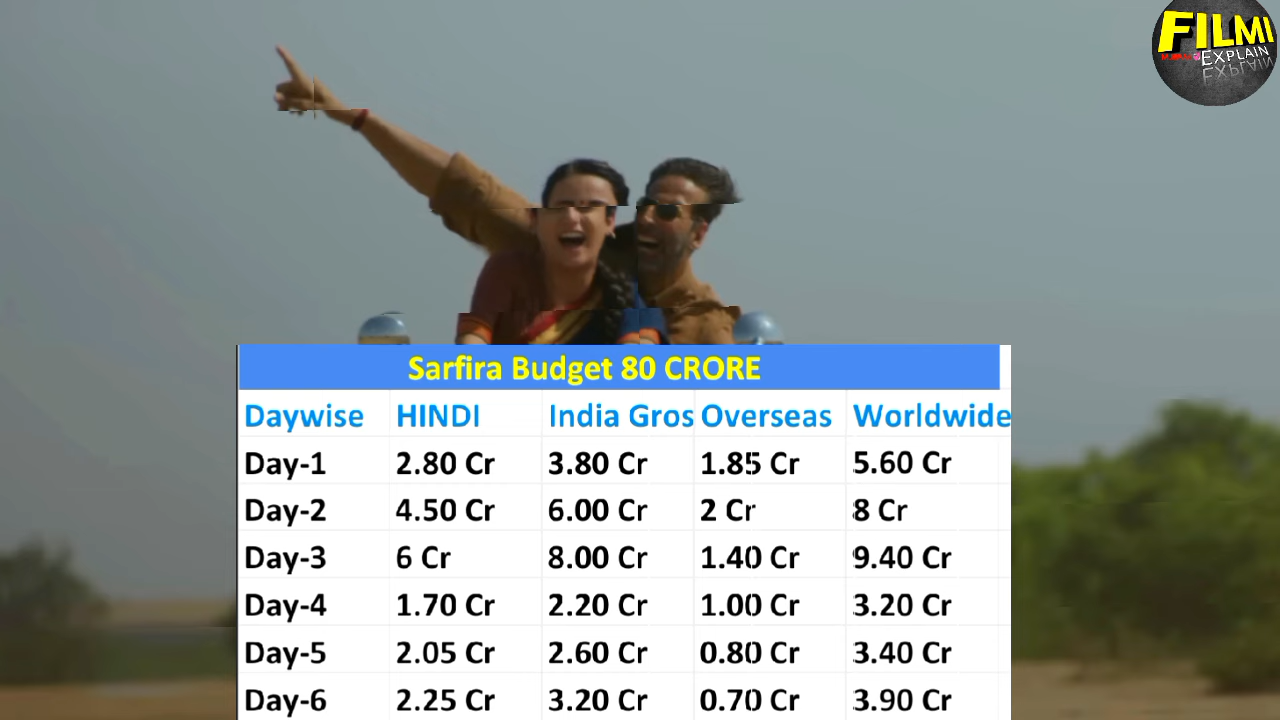 FILMI
EXPLAIN
Sarfira Budget 80 CRORE
Daywise HINDI India Gros Overseas Worldwide
Day-1 2.80 Cr 3.80 Cr 1.85 Cr 5.60 Cr
Day-2 4.50 Cr 6.00 Cr 2 Cr 8 Cr
Day-3 6 Cr 8.00 Cr 1.40 Cr 9.40 Cr
Day-4 1.70 Cr 2.20 Cr 1.00 Cr 3.20 Cr
Day-5 2.05 Cr 2.60 Cr 0.80 Cr 3.40 Cr
Day-6 2.25 Cr 3.20 Cr 0.70 Cr 3.90 Cr